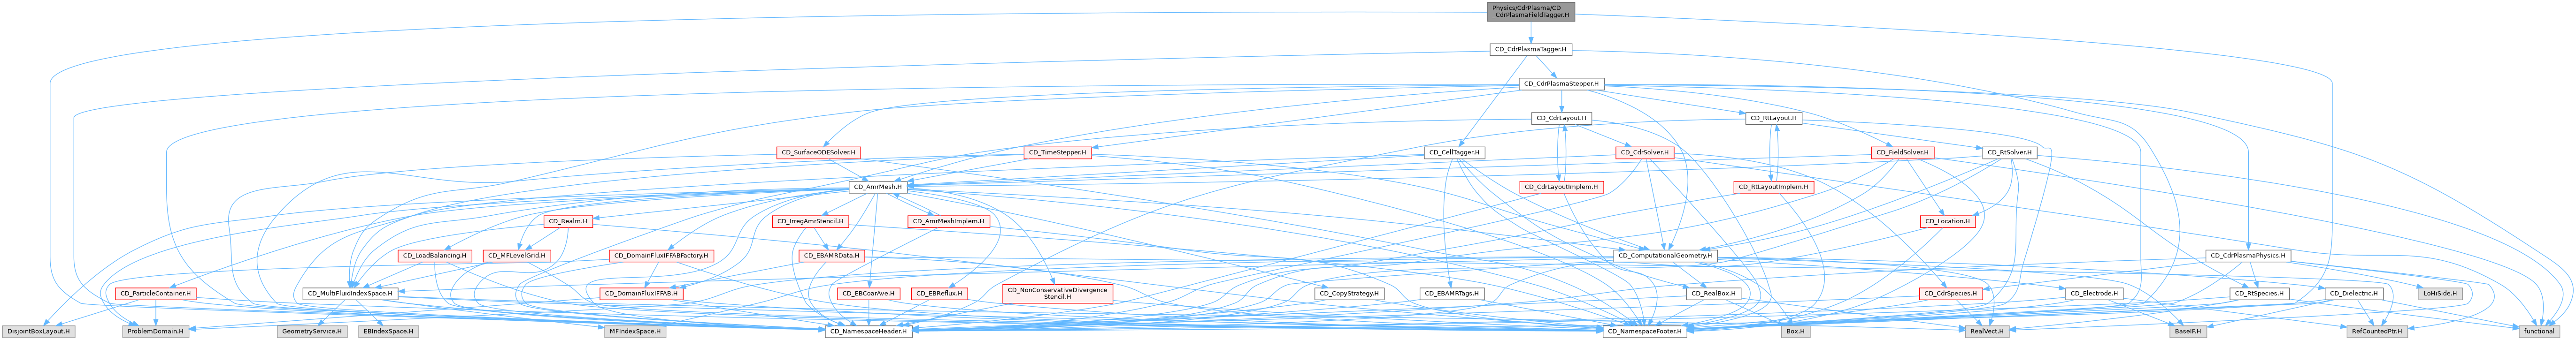 Physics/CdrPlasma/CD
_CdrPlasmaFieldTagger.H
CD_CdrPlasmaTagger.H
CD_CdrPlasmaStepper.H
CD_CdrLayout.H
CD_RtLayout.H
CD_SurfaceODESolver.H
CD_TimeStepper.H
CD_CellTagger.H
CD_CdrSolver.H
CD_FieldSolver.H
CD_RtSolver.H
CD_AmrMesh.H
CD_CdrLayoutImplem.H
CD_RtLayoutImplem.H
CD_Realm.H
CD_IrregAmrStencil.H
CD_AmrMeshImplem.H
CD_Location.H
CD_LoadBalancing.H
CD_MFLevelGrid.H
CD_DomainFluxIFFABFactory.H
CD_EBAMRData.H
CD_ComputationalGeometry.H
CD_CdrPlasmaPhysics.H
CD_ParticleContainer.H
CD_MultiFluidIndexSpace.H
CD_DomainFluxIFFAB.H
CD_EBCoarAve.H
CD_EBReflux.H
CD_NonConservativeDivergence
Stencil.H
CD_CopyStrategy.H
CD_EBAMRTags.H
CD_RealBox.H
CD_CdrSpecies.H
CD_Electrode.H
CD_RtSpecies.H
CD_Dielectric.H
LoHiSide.H
DisjointBoxLayout.H
ProblemDomain.H
GeometryService.H
EBIndexSpace.H
MFIndexSpace.H
CD_NamespaceHeader.H
CD_NamespaceFooter.H
Box.H
RealVect.H
BaseIF.H
RefCountedPtr.H
functional